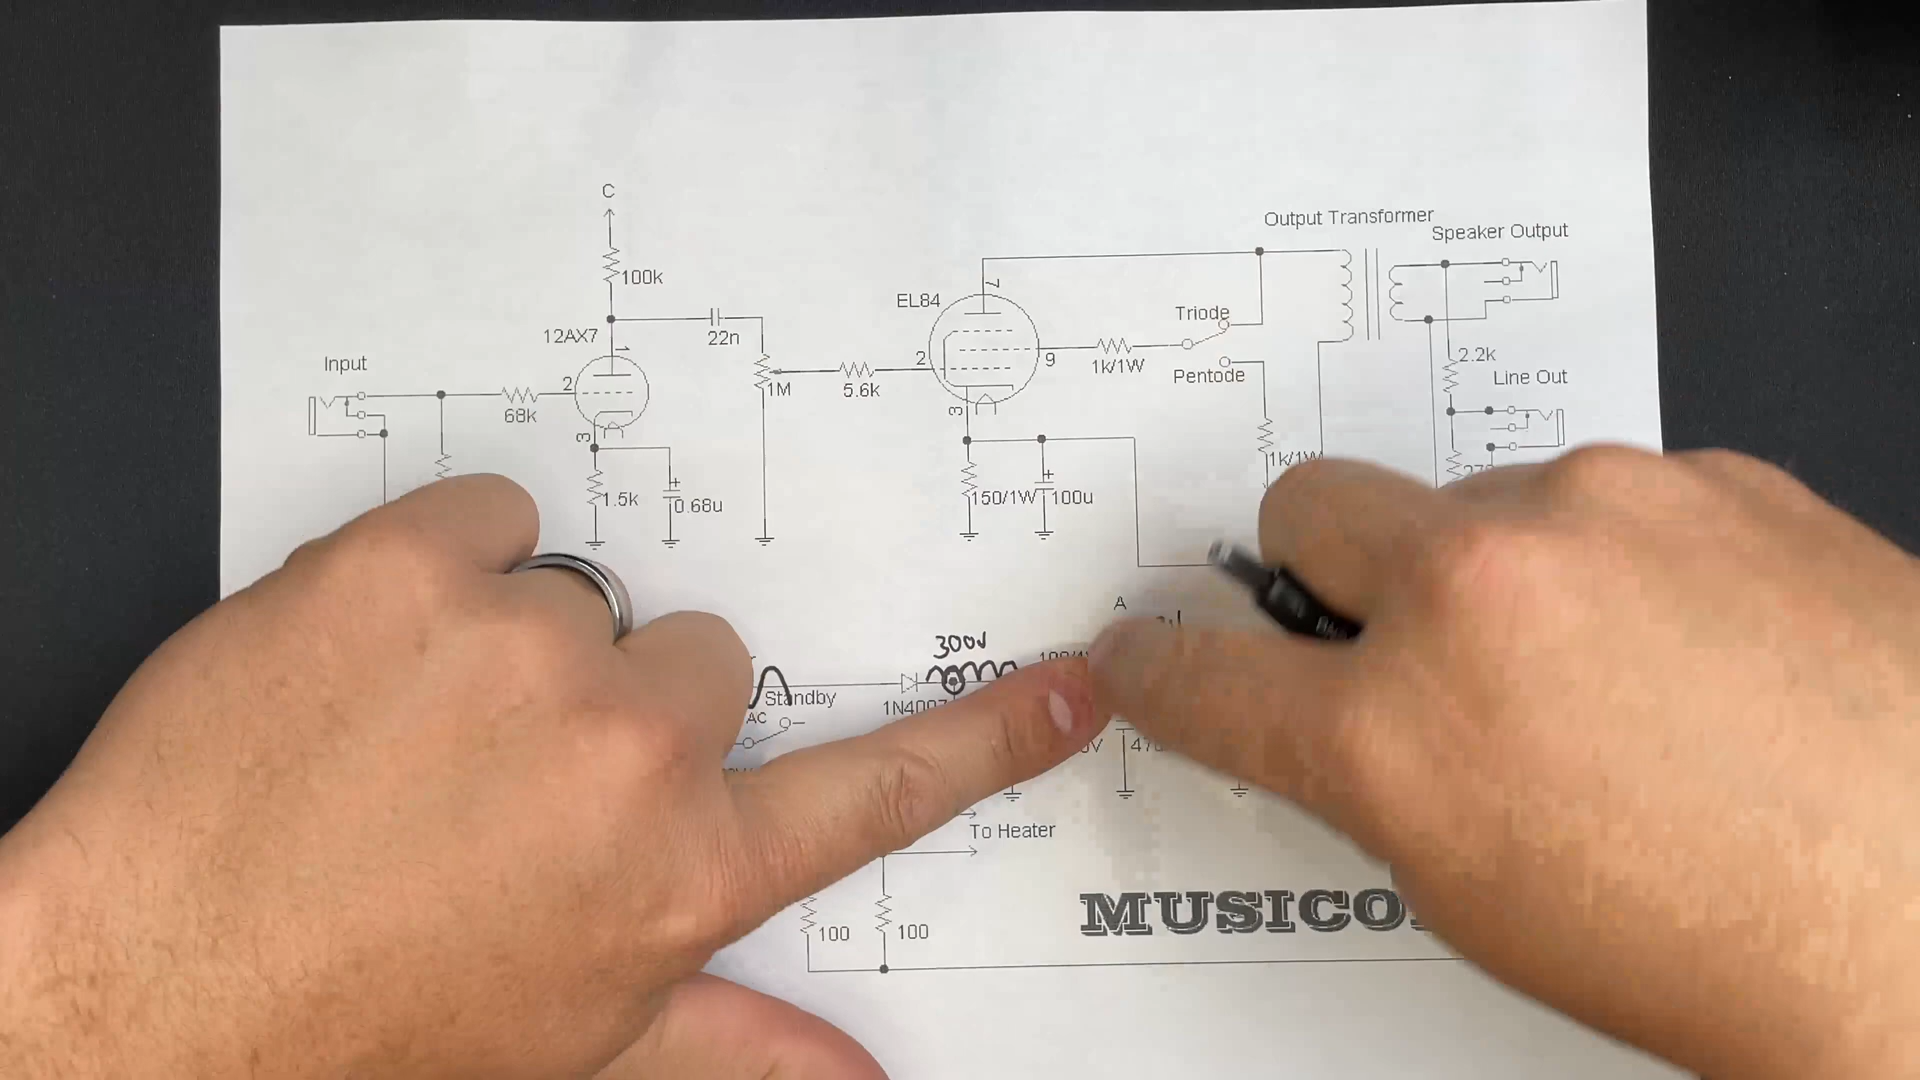 C
100k
12AX7
1
2
3
22n
1M
Input
68k
1.5k
0.68u
5.6k
EL84
7
2
9
3
150/1W
100u
1k/1W
Triode
Pentode
1k/1W
Output Transformer
Speaker Output
2.2k
Line Out
A
300v
Standby
AC
1N4007
To Heater
100
100